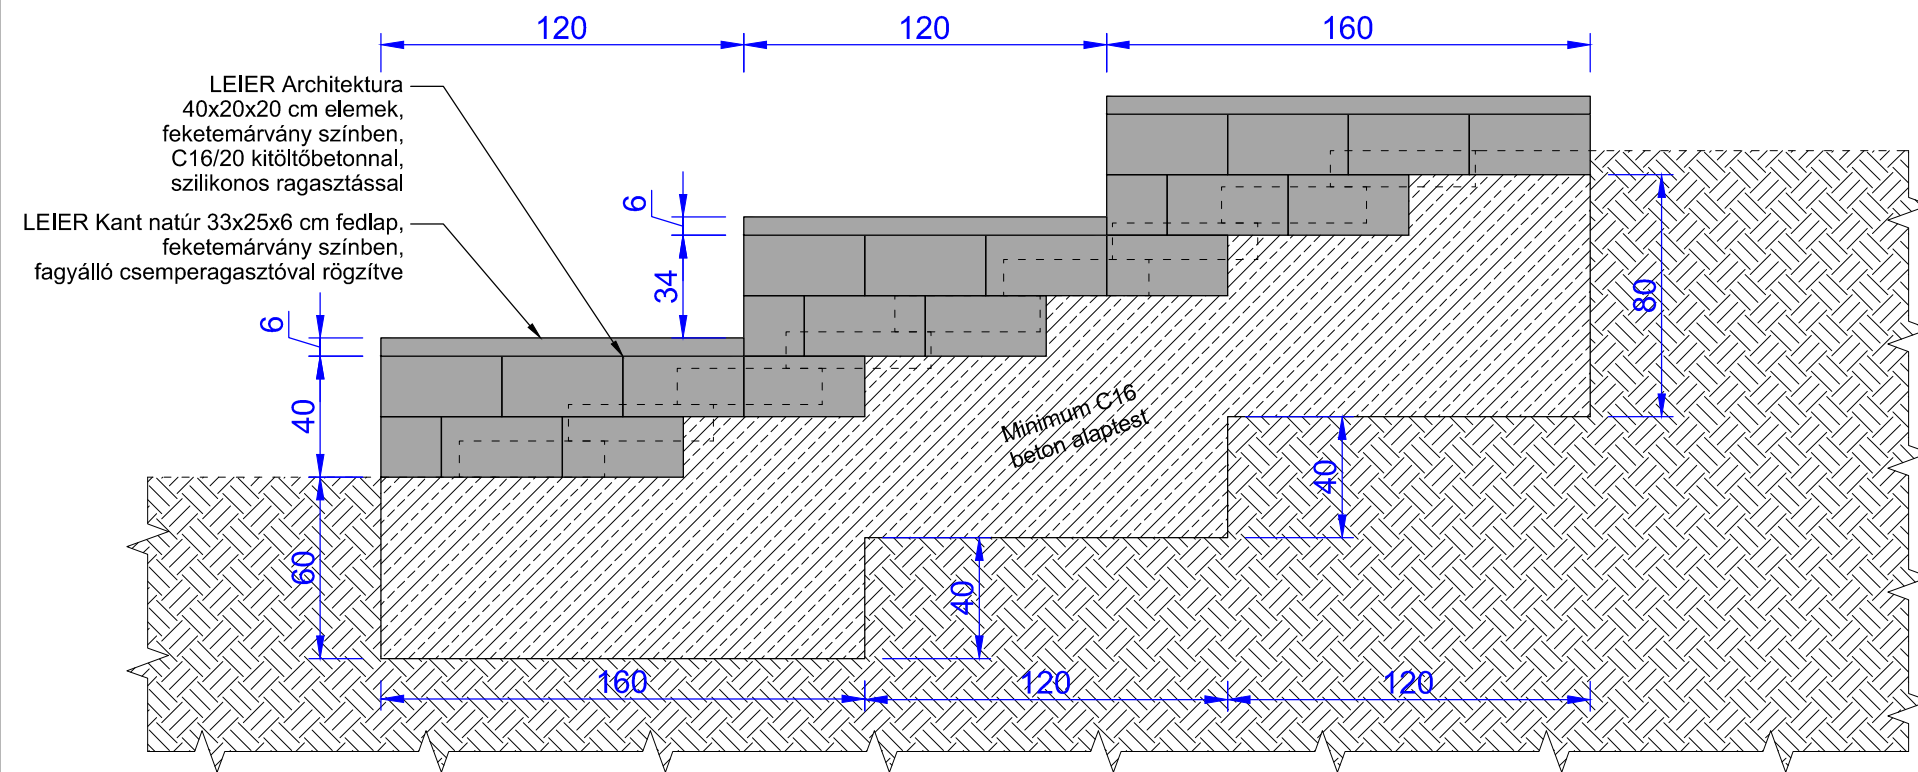 120
120
160
LEIER Architektura
40x20x20 cm elemek,
feketemárvány színben,
C16/20 kitöltőbetonnal,
szilikonos ragasztással
LEIER Kant natúr 33x25x6 cm fedlap,
feketemárvány színben,
fagyálló csemperagasztóval rögzítve
6
34
6
40
60
80
Minimum C16
beton alaptest
40
40
160
120
120